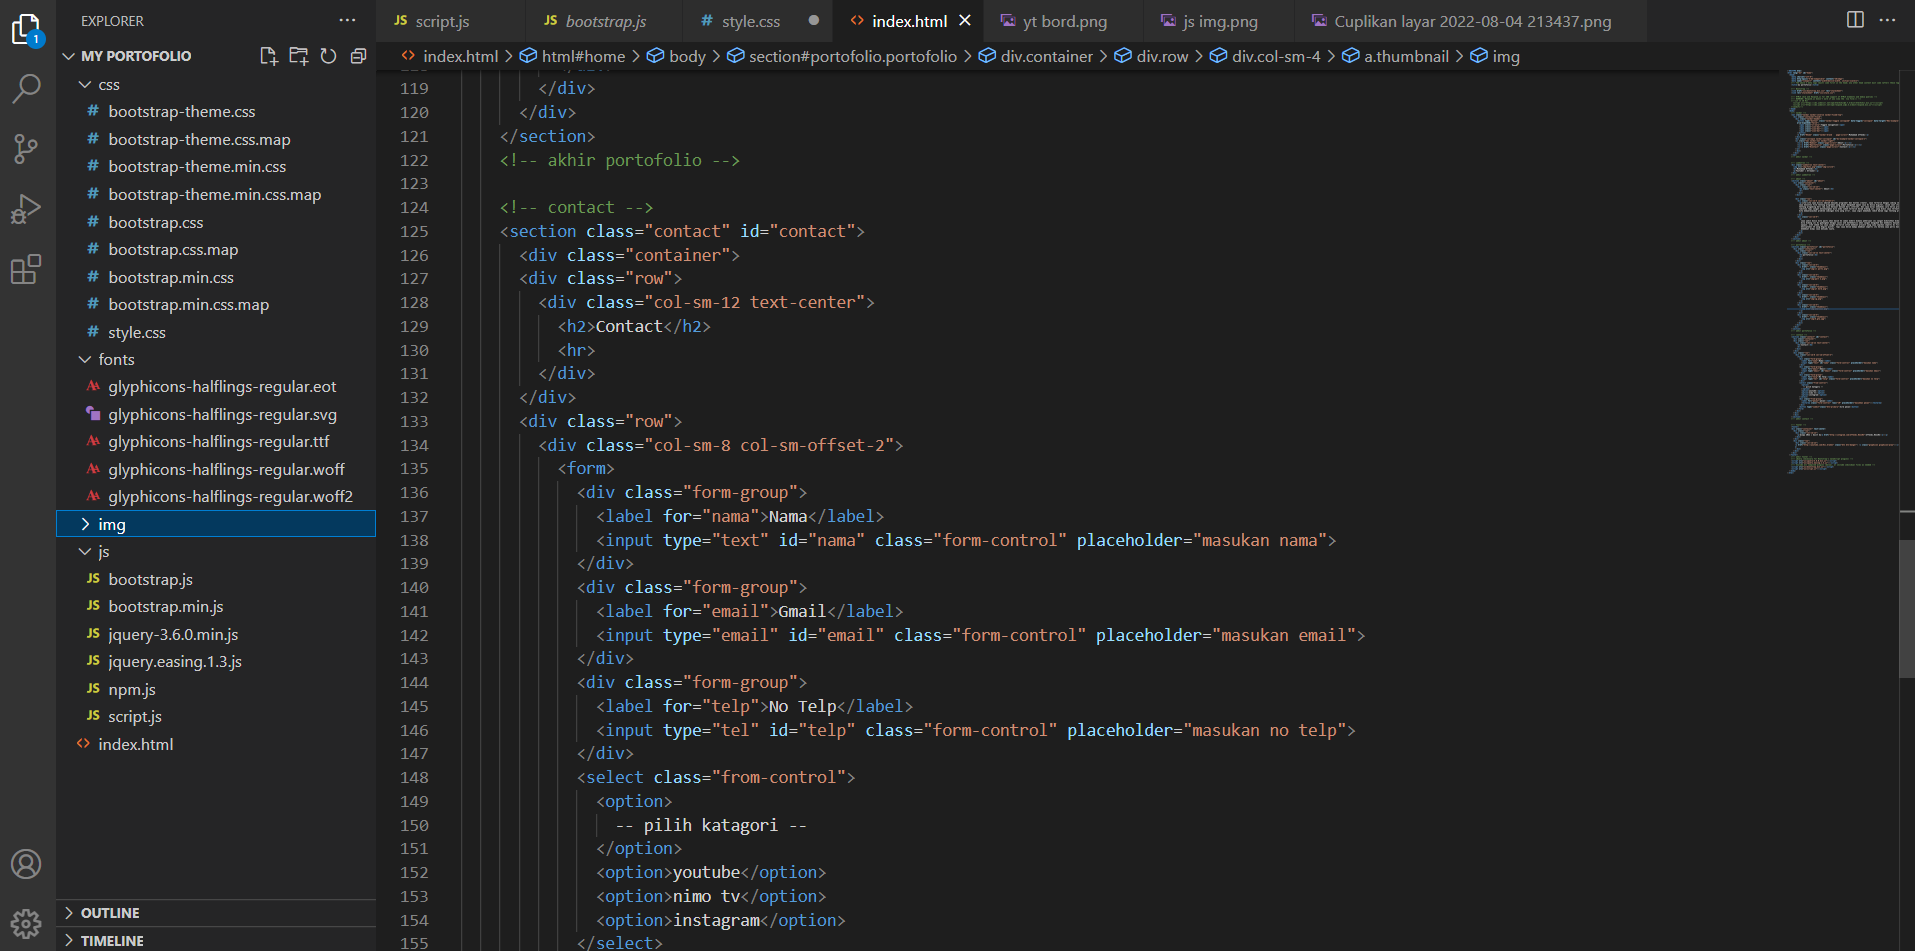 EXPLORER
script.js
bootstrap.js
style.css
index.html
yt bord.png
js img.png
Cuplikan layar 2022-08-04 213437.png
1
MY PORTOFOLIO
index.html > html#home > body > section#portofolio.portofolio > div.container > div.row > div.col-sm-4 > a.thumbnail > img
css
bootstrap-theme.css
bootstrap-theme.css.map
bootstrap-theme.min.css
bootstrap-theme.min.css.map
bootstrap.css
bootstrap.css.map
bootstrap.min.css
bootstrap.min.css.map
style.css
fonts
glyphicons-halflings-regular.eot
glyphicons-halflings-regular.svg
glyphicons-halflings-regular.ttf
glyphicons-halflings-regular.woff
glyphicons-halflings-regular.woff2
img
js
JS bootstrap.js
JS bootstrap.min.js
JS jquery-3.6.0.min.js
JS jquery.easing.1.3.js
JS npm.js
JS script.js
index.html
OUTLINE
TIMELINE
119 </div>
120 </div>
121 </section>
122 <!-- akhir portofolio -->
123
124 <!-- contact -->
125 <section class="contact" id="contact">
126 <div class="container">
127 <div class="row">
128 <div class="col-sm-12 text-center">
129 <h2>Contact</h2>
130 <hr>
131 </div>
132 </div>
133 <div class="row">
134 <div class="col-sm-8 col-sm-offset-2">
135 <form>
136 <div class="form-group">
137 <label for="nama">Nama</label>
138 <input type="text" id="nama" class="form-control" placeholder="masukan nama">
139 </div>
140 <div class="form-group">
141 <label for="email">Gmail</label>
142 <input type="email" id="email" class="form-control" placeholder="masukan email">
143 </div>
144 <div class="form-group">
145 <label for="telp">No Telp</label>
146 <input type="tel" id="telp" class="form-control" placeholder="masukan no telp">
147 </div>
148 <select class="from-control">
149 <option>
150 -- pilih katagori --
151 </option>
152 <option>youtube</option>
153 <option>nimo tv</option>
154 <option>instagram</option>
155 </select>